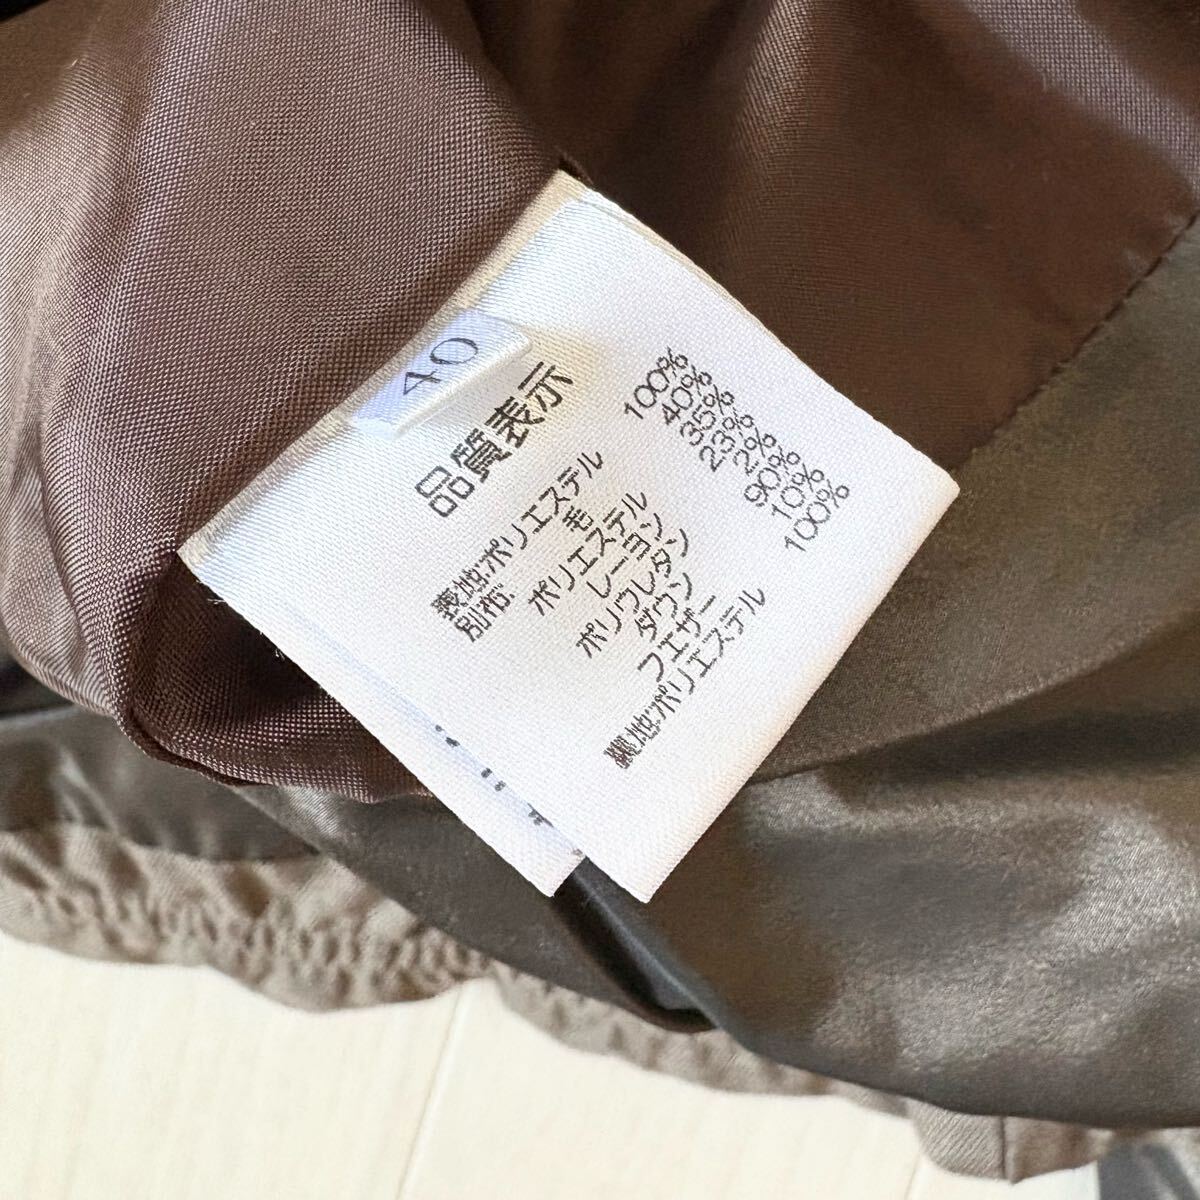 40
品質表示
表地:ポリエステル 100%
別布: 毛 40%
ポリエステル 35%
レーヨン 23%
ポリウレタン 2%
ダウン 90%
フェザー 10%
裏地:ポリエステル 100%